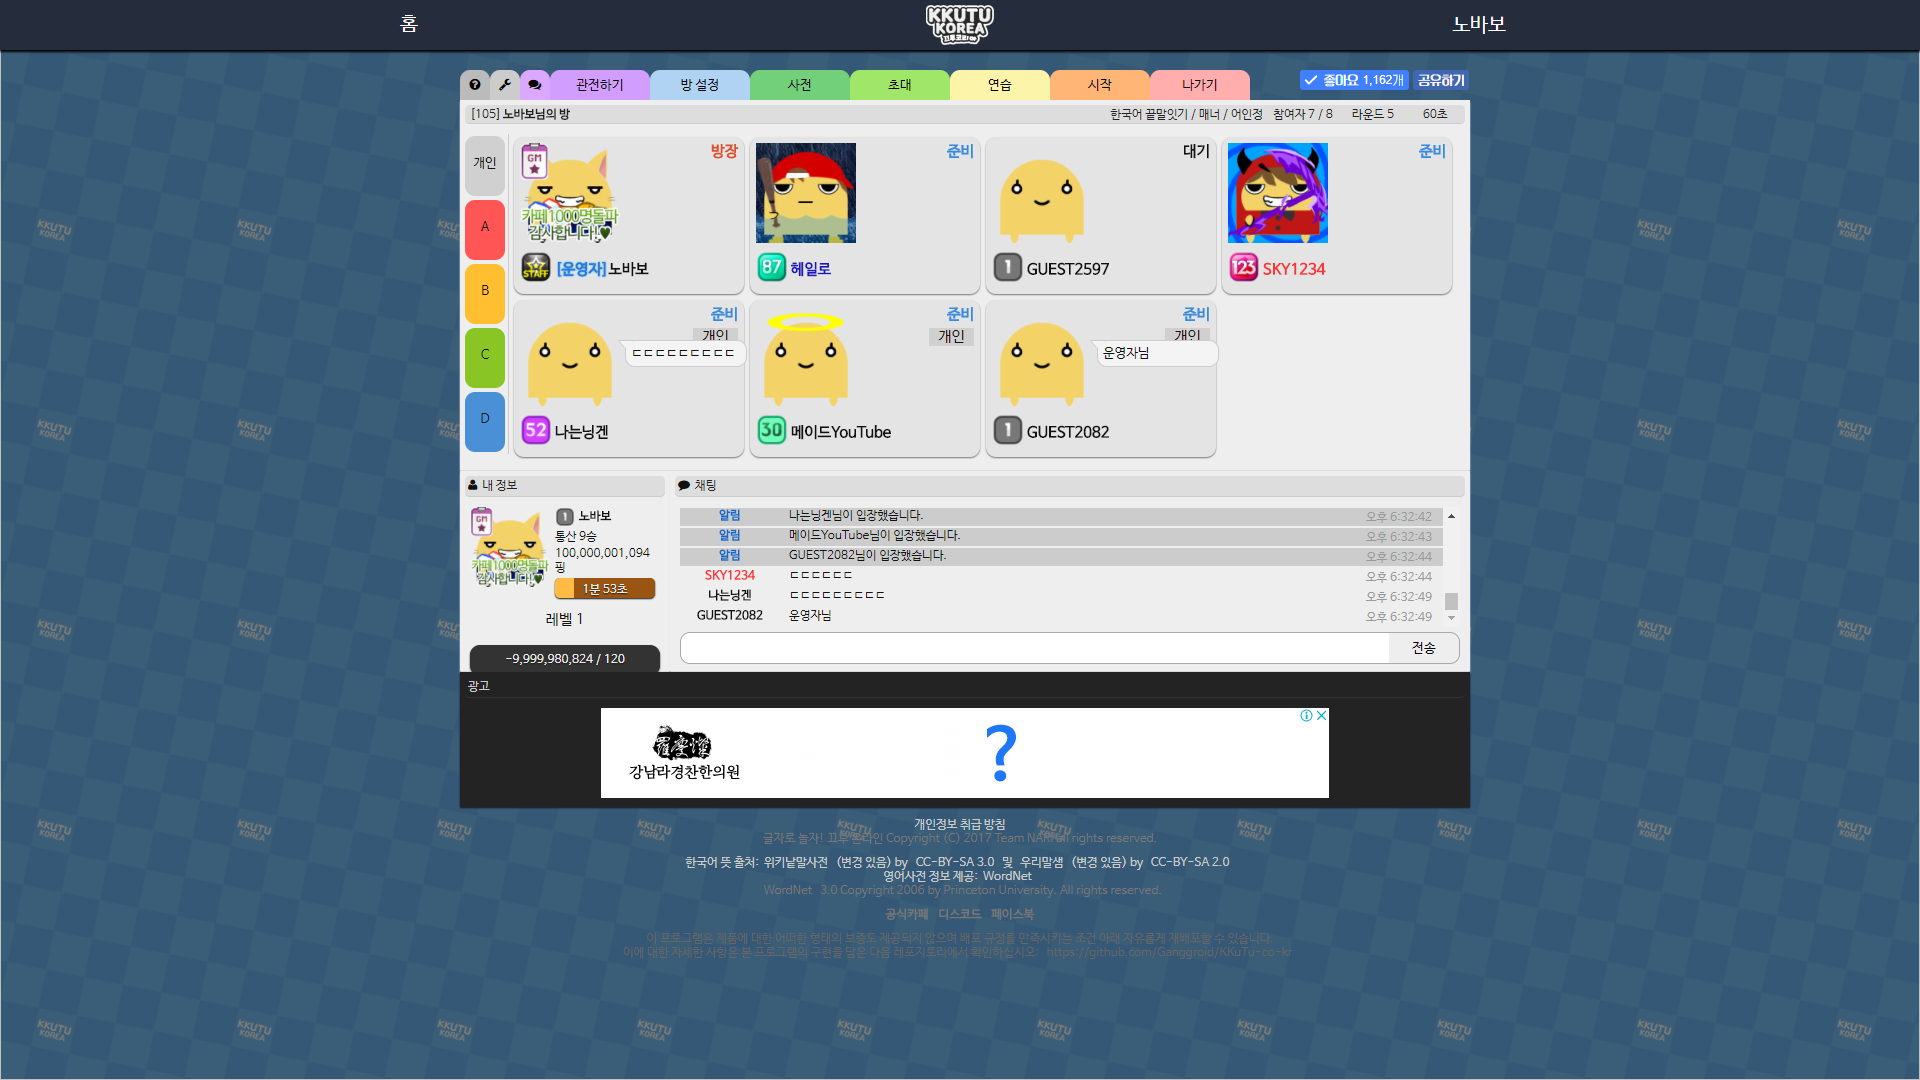 홈
KKUTU KOREA
노바보
관전하기 방 설정 사전 초대 연습 시작 나가기
좋아요 1,162개 공유하기
[105] 노바보님의 방 한국어 끝말잇기 / 매너 / 어인정 참여자 7 / 8 라운드 5 60초
개인
A
B
C
D
GM
카페1000명돌파
감사합니다!♥
방장
STAFF [운영자] 노바보
준비
87 헤일로
대기
1 GUEST2597
준비
123 SKY1234
준비
개인
ㄷㄷㄷㄷㄷㄷㄷㄷㄷ
52 나는닝겐
준비
개인
30 메이드YouTube
준비
개인
운영자님
1 GUEST2082
내 정보
GM
카페1000명돌파
감사합니다!♥
1 노바보
통산 9승
100,000,001,094
핑
1분 53초
레벨 1
-9,999,980,824 / 120
채팅
알림 나는닝겐님이 입장했습니다. 오후 6:32:42
알림 메이드YouTube님이 입장했습니다. 오후 6:32:43
알림 GUEST2082님이 입장했습니다. 오후 6:32:44
SKY1234 ㄷㄷㄷㄷㄷㄷ 오후 6:32:44
나는닝겐 ㄷㄷㄷㄷㄷㄷㄷㄷㄷ 오후 6:32:49
GUEST2082 운영자님 오후 6:32:49
전송
광고
강남라경찬한의원
?
개인정보 취급 방침
글자로 놀자! 끄투 온라인 Copyright (C) 2017 Team NAR. All rights reserved.
한국어 뜻 출처: 위키낱말사전 (변경 있음) by CC-BY-SA 3.0 및 우리말샘 (변경 있음) by CC-BY-SA 2.0
영어사전 정보 제공: WordNet
WordNet 3.0 Copyright 2006 by Princeton University. All rights reserved.
공식카페 디스코드 페이스북
이 프로그램은 제품에 대한 어떠한 형태의 보증도 제공되지 않으며 배포 규정을 만족시키는 조건 아래 자유롭게 재배포할 수 있습니다.
이에 대한 자세한 사항은 본 프로그램의 구현을 담은 다음 레포지토리에서 확인하십시오: https://github.com/Ganggroid/KKuTu-co-kr